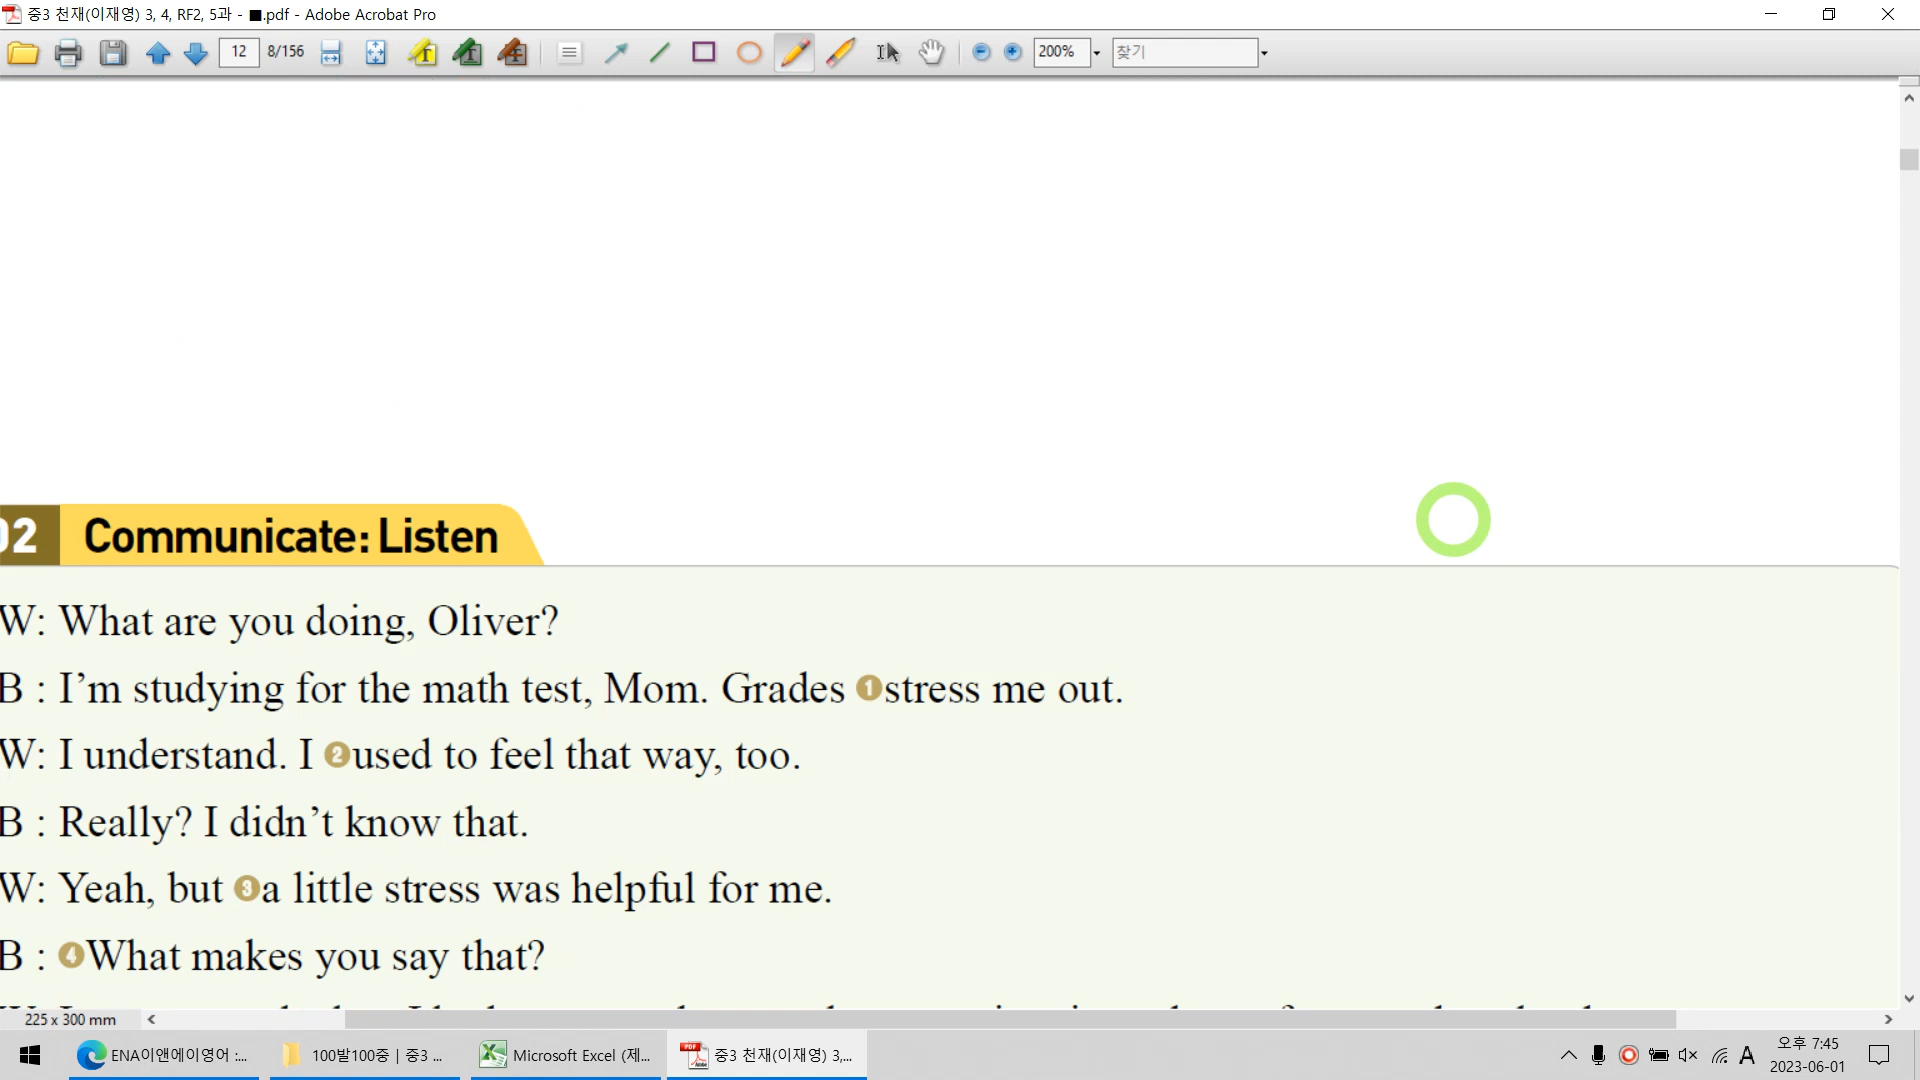 중3 천재(이재영) 3, 4, RF2, 5과 - ■.pdf - Adobe Acrobat Pro
12 8/156 200% 찾기
02 Communicate: Listen
W: What are you doing, Oliver?
B : I'm studying for the math test, Mom. Grades ❶stress me out.
W: I understand. I ❷used to feel that way, too.
B : Really? I didn't know that.
W: Yeah, but ❸a little stress was helpful for me.
B : ❹What makes you say that?
225 x 300 mm
ENA이앤에이영어 :... 100발100중 | 중3 ... Microsoft Excel (제... 중3 천재(이재영) 3,... A 오후 7:45
2023-06-01